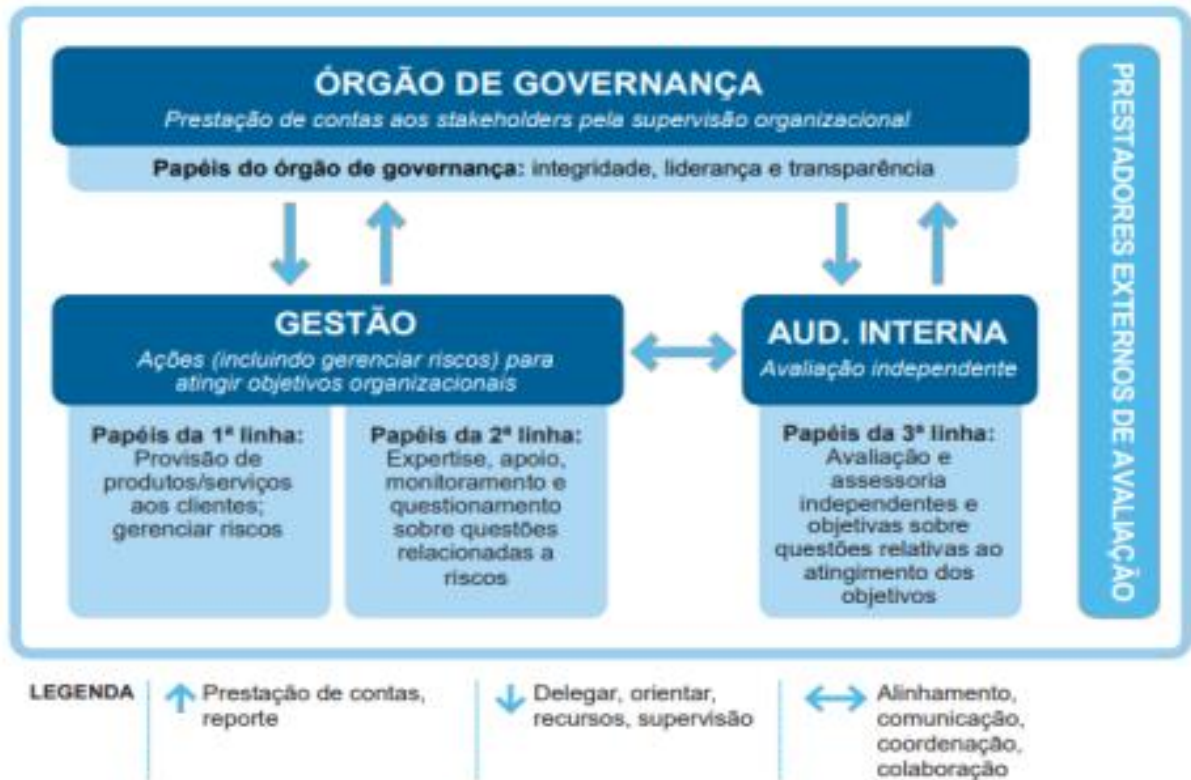 ÓRGÃO DE GOVERNANÇA
Prestação de contas aos stakeholders pela supervisão organizacional
Papéis do órgão de governança: integridade, liderança e transparência
GESTÃO
Ações (incluindo gerenciar riscos) para
atingir objetivos organizacionais
Papéis da 1ª linha:
Provisão de
produtos/serviços
aos clientes;
gerenciar riscos
Papéis da 2ª linha:
Expertise, apoio,
monitoramento e
questionamento
sobre questões
relacionadas a
riscos
AUD. INTERNA
Avaliação independente
Papéis da 3ª linha:
Avaliação e
assessoria
independentes e
objetivas sobre
questões relativas ao
atingimento dos
objetivos
PRESTADORES EXTERNOS DE AVALIAÇÃO
LEGENDA
Prestação de contas,
reporte
Delegar, orientar,
recursos, supervisão
Alinhamento,
comunicação,
coordenação,
colaboração